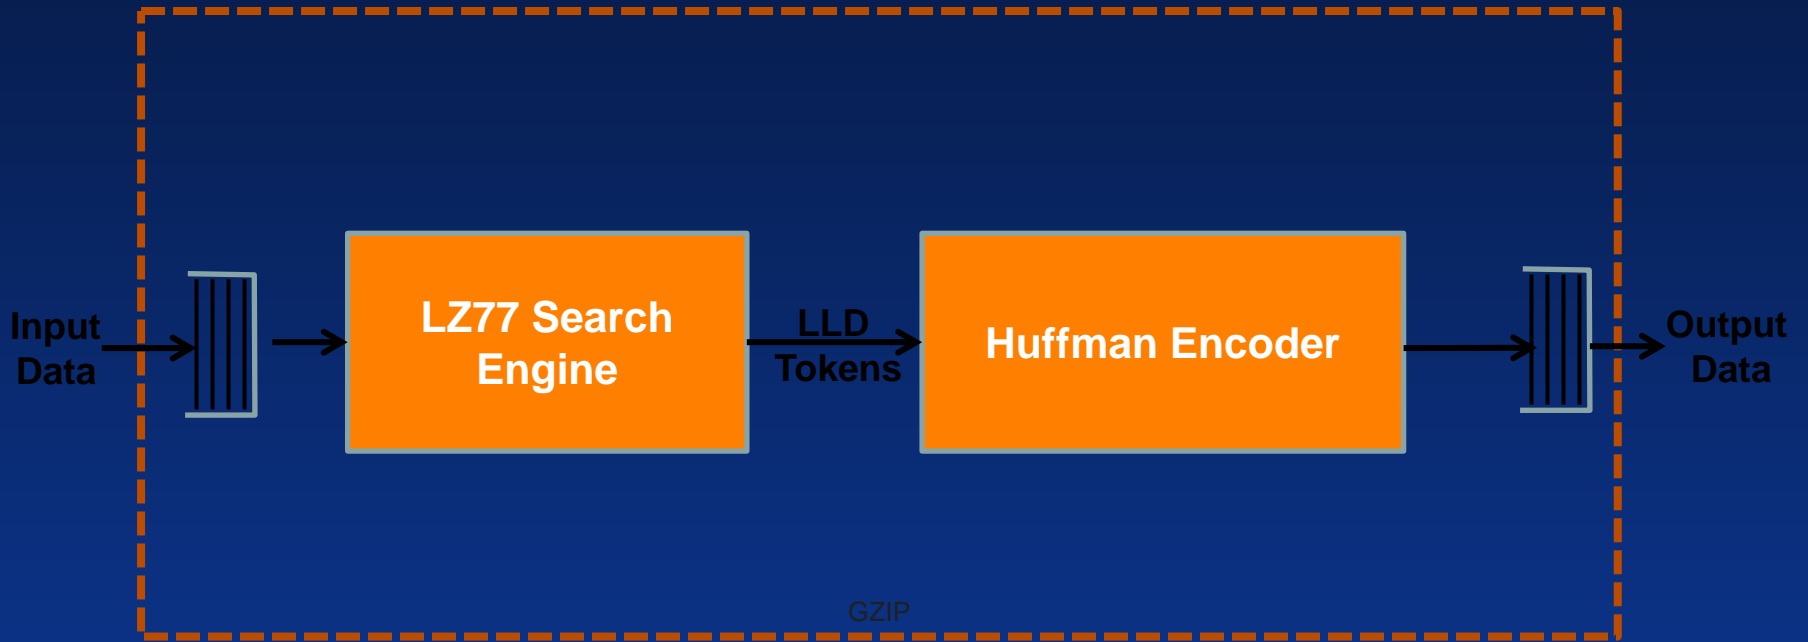 Input
Data
LZ77 Search
Engine
LLD
Tokens
Huffman Encoder
Output
Data
GZIP